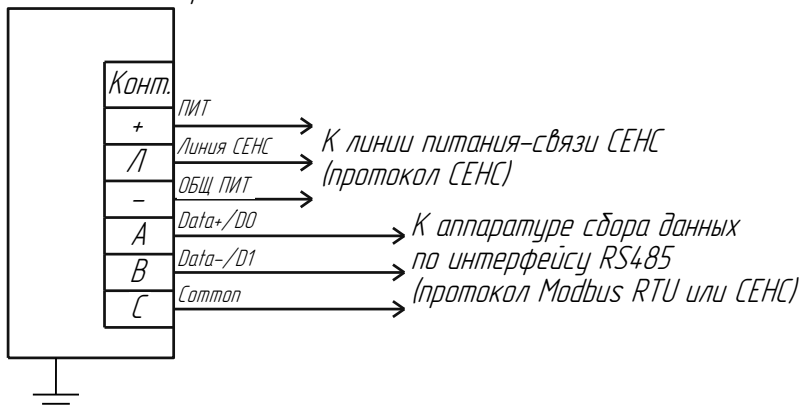 Конт.
+ ПИТ
Л Линия СЕНС
- ОБЩ ПИТ
К линии питания-связи СЕНС
(протокол СЕНС)
A Data+/D0
B Data-/D1
C Common
К аппаратуре сбора данных
по интерфейсу RS485
(протокол Modbus RTU или СЕНС)